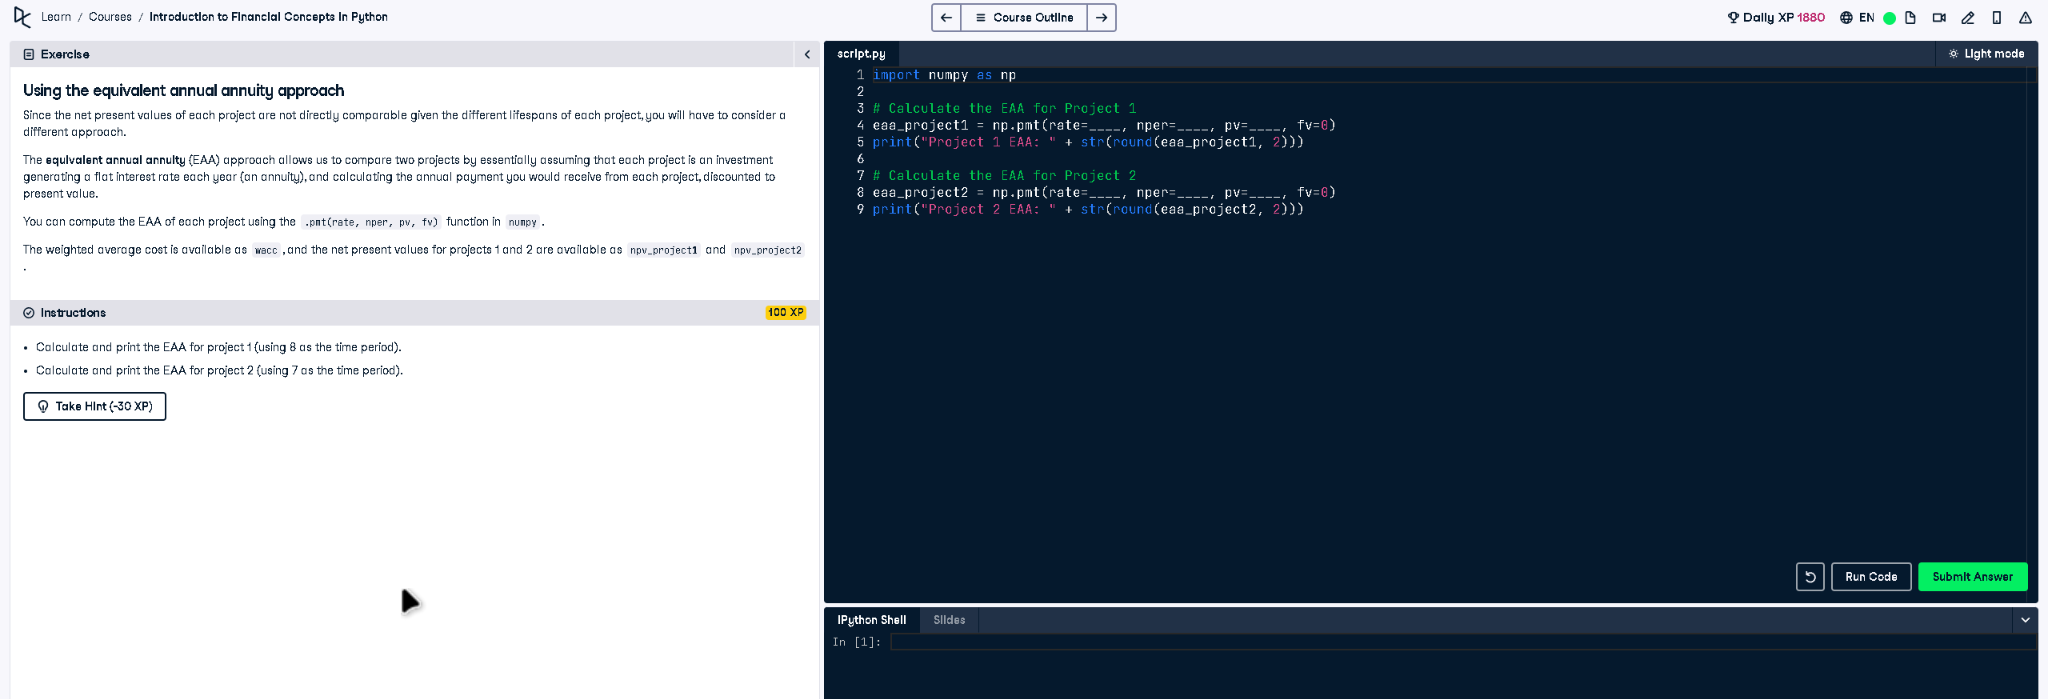 Learn / Courses / Introduction to Financial Concepts in Python
Course Outline
Daily XP 1880
EN
Exercise
Using the equivalent annual annuity approach
Since the net present values of each project are not directly comparable given the different lifespans of each project, you will have to consider a
different approach.
The equivalent annual annuity (EAA) approach allows us to compare two projects by essentially assuming that each project is an investment
generating a flat interest rate each year (an annuity), and calculating the annual payment you would receive from each project, discounted to
present value.
You can compute the EAA of each project using the .pmt(rate, nper, pv, fv) function in numpy .
The weighted average cost is available as wacc , and the net present values for projects 1 and 2 are available as npv_project1 and npv_project2
.
Instructions
100 XP
• Calculate and print the EAA for project 1 (using 8 as the time period).
• Calculate and print the EAA for project 2 (using 7 as the time period).
Take Hint (-30 XP)
script.py
Light mode
1 import numpy as np
2
3 # Calculate the EAA for Project 1
4 eaa_project1 = np.pmt(rate=____, nper=____, pv=____, fv=0)
5 print("Project 1 EAA: " + str(round(eaa_project1, 2)))
6
7 # Calculate the EAA for Project 2
8 eaa_project2 = np.pmt(rate=____, nper=____, pv=____, fv=0)
9 print("Project 2 EAA: " + str(round(eaa_project2, 2)))
Run Code
Submit Answer
IPython Shell
Slides
In [1]: